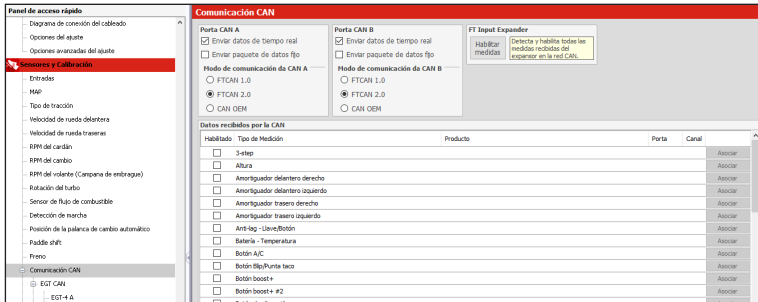 Panel de acceso rápido
Diagrama de conexión del cableado
Opciones del ajuste
Opciones avanzadas del ajuste
Sensores y Calibración
Entradas
MAP
Tipo de tracción
Velocidad de rueda delantera
Velocidad de rueda traseras
RPM del cardán
RPM del cambio
RPM del volante (Campana de embrague)
Rotación del turbo
Sensor de flujo de combustible
Detección de marcha
Posición de la palanca de cambio automático
Paddle shift
Freno
Comunicación CAN
EGT CAN
EGT-4 A
Comunicación CAN
Porta CAN A
Enviar datos de tiempo real
Enviar paquete de datos fijo
Modo de comunicación da CAN A
FTCAN 1.0
FTCAN 2.0
CAN OEM
Porta CAN B
Enviar datos de tiempo real
Enviar paquete de datos fijo
Modo de comunicación da CAN B
FTCAN 1.0
FTCAN 2.0
CAN OEM
FT Input Expander
Habilitar
medidas
Detecta y habilita todas las
medidas recibidas del
expansor en la red CAN.
Datos recibidos por la CAN
Habilitado Tipo de Medición Producto Porta Canal
3-step Asociar
Altura Asociar
Amortiguador delantero derecho Asociar
Amortiguador delantero izquierdo Asociar
Amortiguador trasero derecho Asociar
Amortiguador trasero izquierdo Asociar
Anti-lag - Llave/Botón Asociar
Batería - Temperatura Asociar
Botón A/C Asociar
Botón Blip/Punta taco Asociar
Botón boost+ Asociar
Botón boost+ #2 Asociar